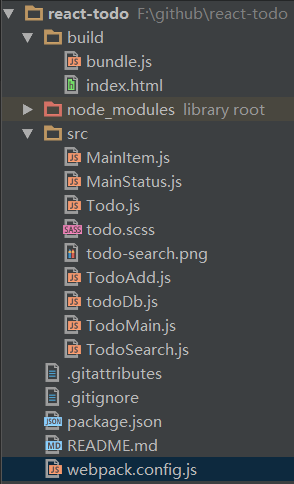 react-todo F:\github\react-todo
build
bundle.js
index.html
node_modules library root
src
MainItem.js
MainStatus.js
Todo.js
todo.scss
todo-search.png
TodoAdd.js
todoDb.js
TodoMain.js
TodoSearch.js
.gitattributes
.gitignore
package.json
README.md
webpack.config.js